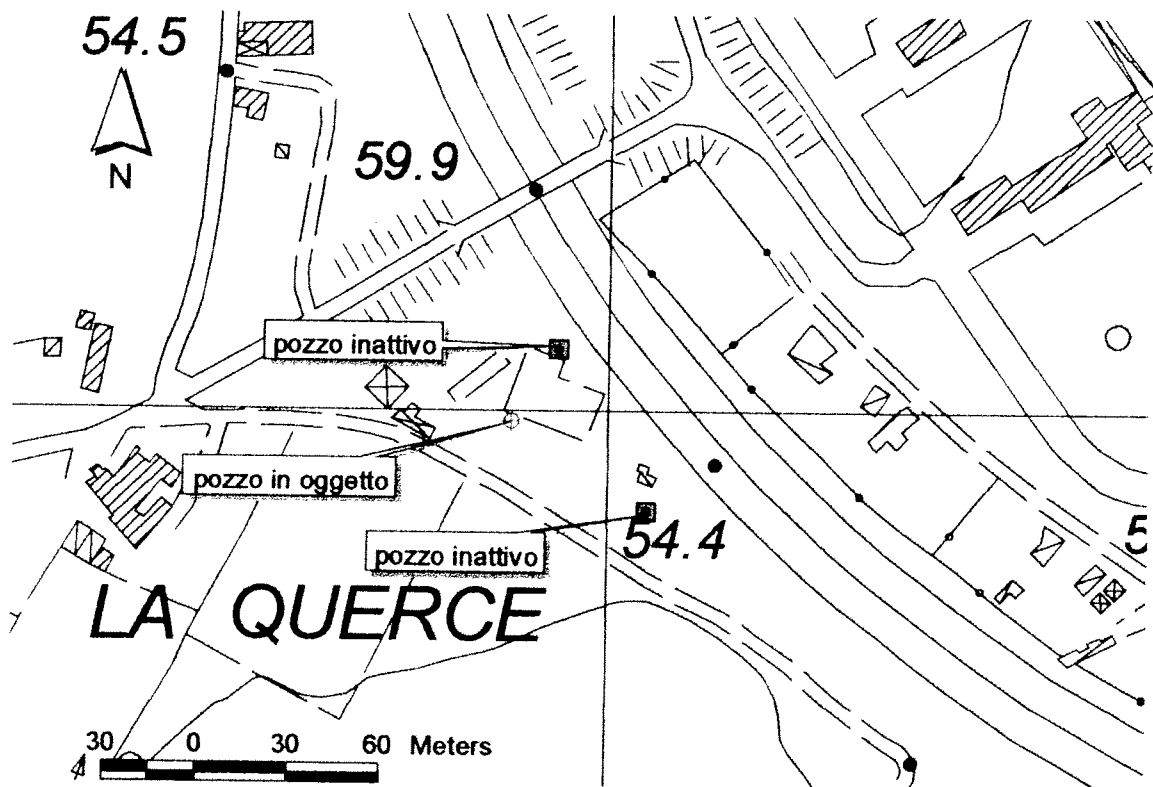 54.5
N
59.9
pozzo inattivo
pozzo in oggetto
pozzo inattivo
54.4
5
LA QUERCE
30 0 30 60 Meters